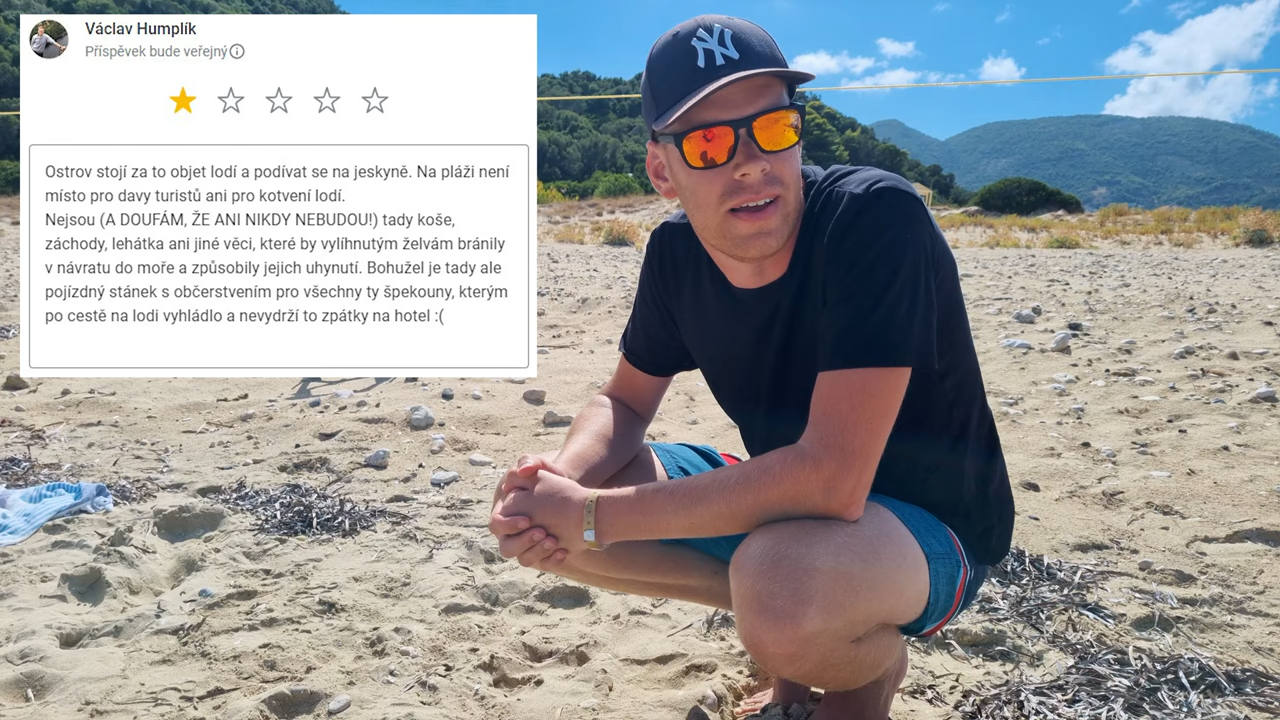 Václav Humplík
Příspěvek bude veřejný
Ostrov stojí za to objet lodí a podívat se na jeskyně. Na pláži není
místo pro davy turistů ani pro kotvení lodí.
Nejsou (A DOUFÁM, ŽE ANI NIKDY NEBUDOU!) tady koše,
záchody, lehátka ani jiné věci, které by vylíhnutým želvám bránily
v návratu do moře a způsobily jejich uhynutí. Bohužel je tady ale
pojízdný stánek s občerstvením pro všechny ty špekouny, kterým
po cestě na lodi vyhládlo a nevydrží to zpátky na hotel :(
NY